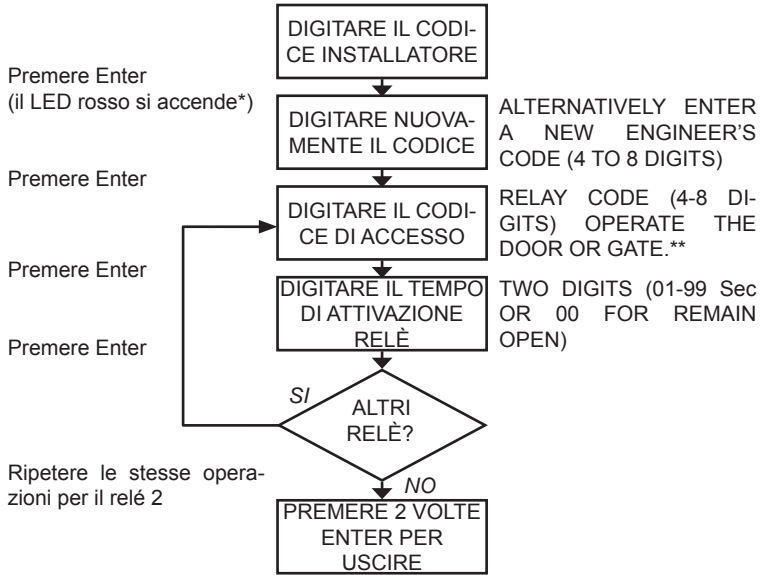 DIGITARE IL CODI-
CE INSTALLATORE
Premere Enter
(il LED rosso si accende*)
DIGITARE NUOVA-
MENTE IL CODICE
ALTERNATIVELY ENTER
A NEW ENGINEER'S
CODE (4 TO 8 DIGITS)
Premere Enter
DIGITARE IL CODI-
CE DI ACCESSO
RELAY CODE (4-8 DI-
GITS) OPERATE THE
DOOR OR GATE.**
Premere Enter
DIGITARE IL TEMPO
DI ATTIVAZIONE
RELÈ
TWO DIGITS (01-99 Sec
OR 00 FOR REMAIN
OPEN)
Premere Enter
SI
ALTRI
RELÈ?
Ripetere le stesse opera-
zioni per il relé 2
NO
PREMERE 2 VOLTE
ENTER PER
USCIRE